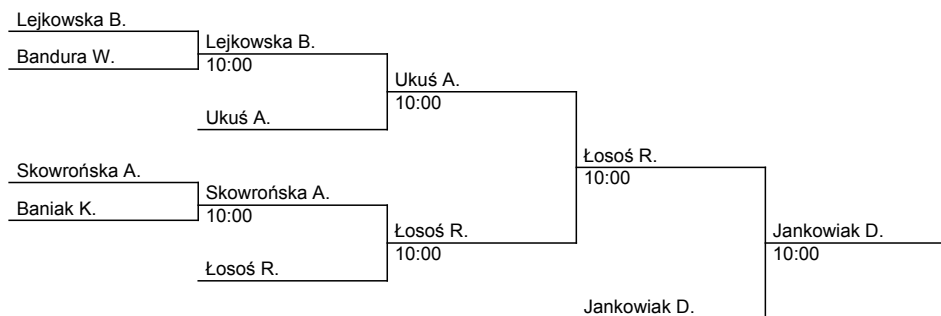 Lejkowska B.
Bandura W.
Lejkowska B.
10:00
Ukuś A.
Ukuś A.
10:00
Skowrońska A.
Baniak K.
Skowrońska A.
10:00
Łosoś R.
Łosoś R.
10:00
Łosoś R.
10:00
Jankowiak D.
Jankowiak D.
10:00